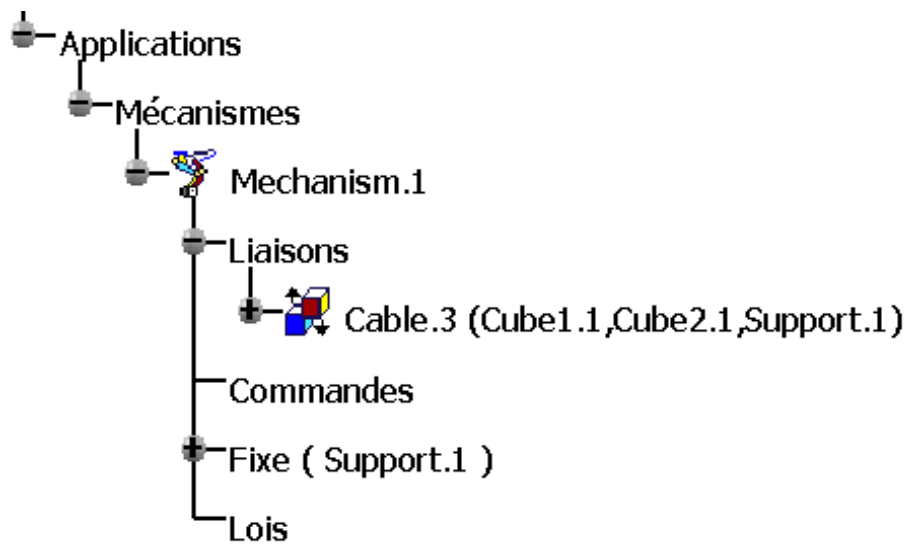 Applications
Mécanismes
Mechanism.1
Liaisons
Cable.3 (Cube1.1,Cube2.1,Support.1)
Commandes
Fixe ( Support.1 )
Lois